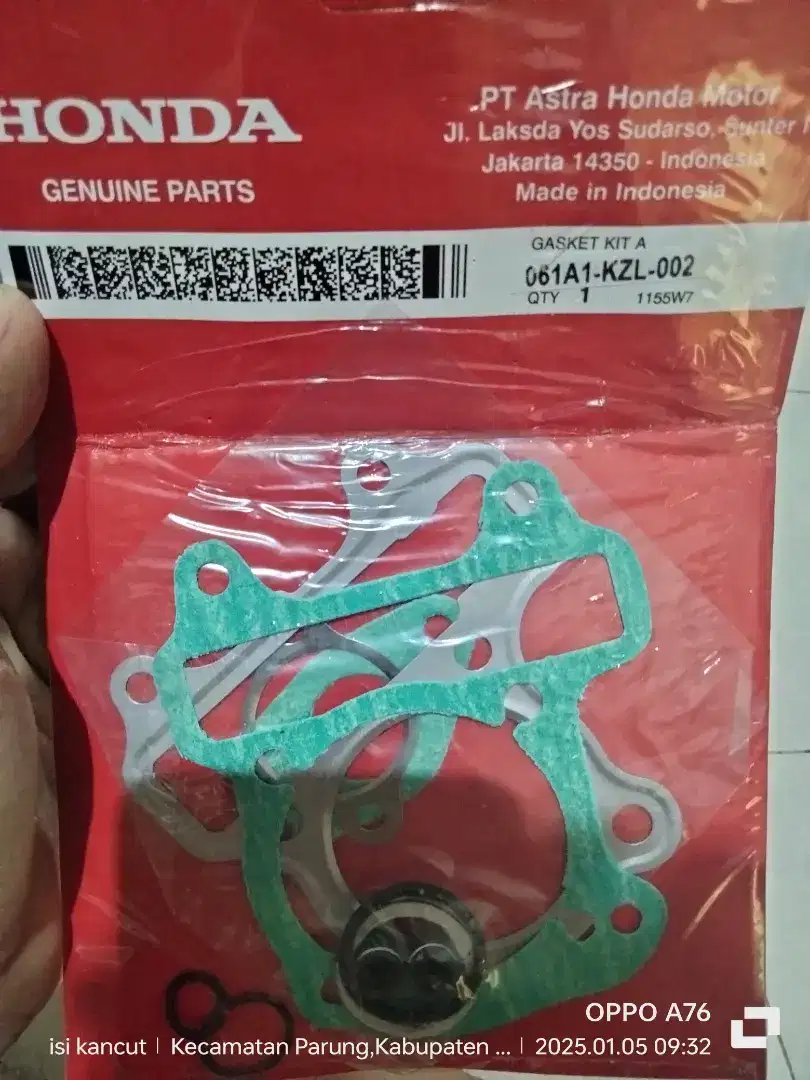 HONDA
GENUINE PARTS
PT Astra Honda Motor
Jl. Laksda Yos Sudarso, Sunter
Jakarta 14350 - Indonesia
Made in Indonesia
GASKET KIT A
061A1-KZL-002
QTY 1 1155W7
OPPO A76
isi kancut | Kecamatan Parung,Kabupaten ... | 2025.01.05 09:32